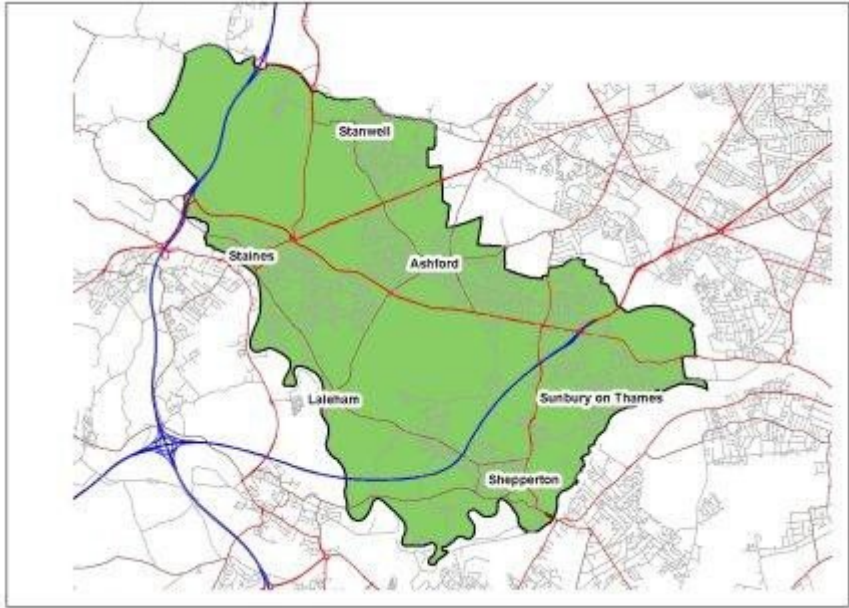 Stanwell
Staines
Ashford
Laleham
Sunbury on Thames
Shepperton